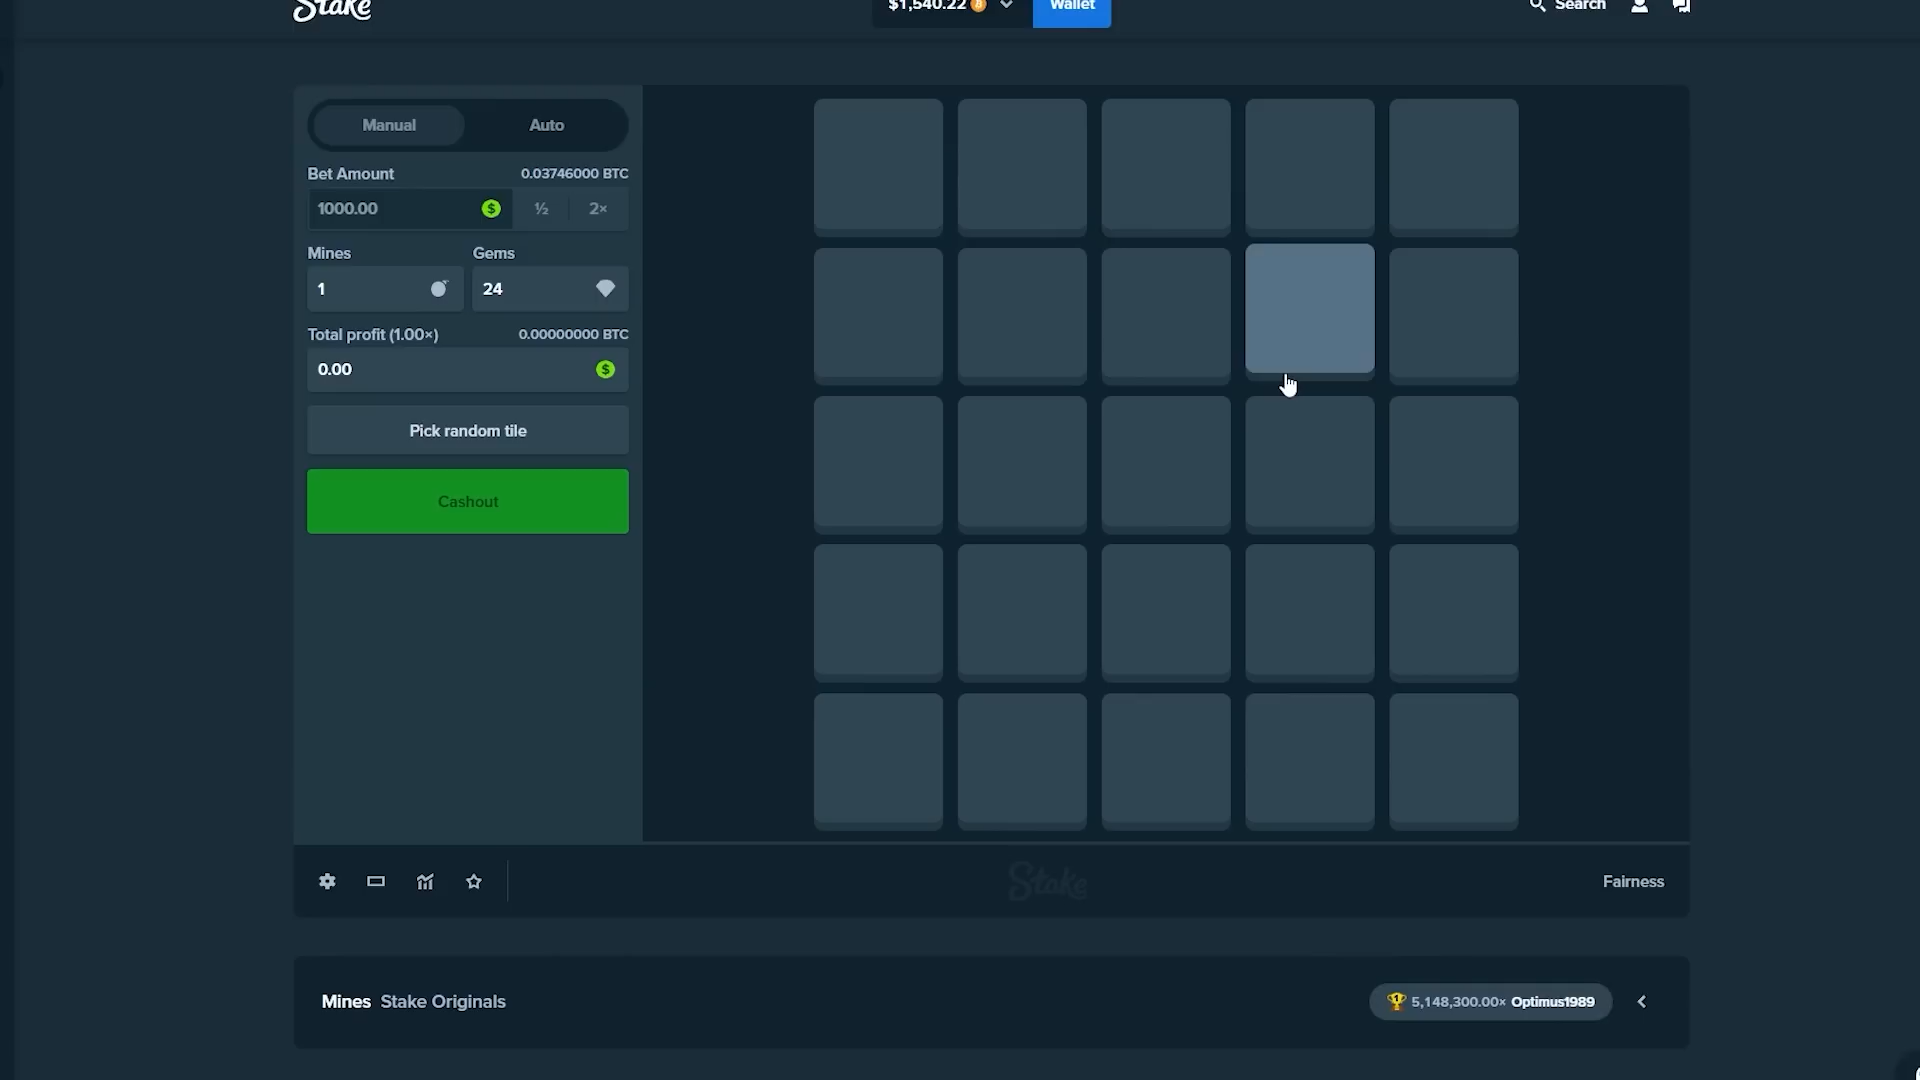 Stake
$1,540.22
Wallet
Search
Manual Auto
Bet Amount 0.03746000 BTC
1000.00 $ ½ 2×
Mines Gems
1 24
Total profit (1.00×) 0.00000000 BTC
0.00 $
Pick random tile
Cashout
Stake
Fairness
Mines Stake Originals
1 5,148,300.00× Optimus1989